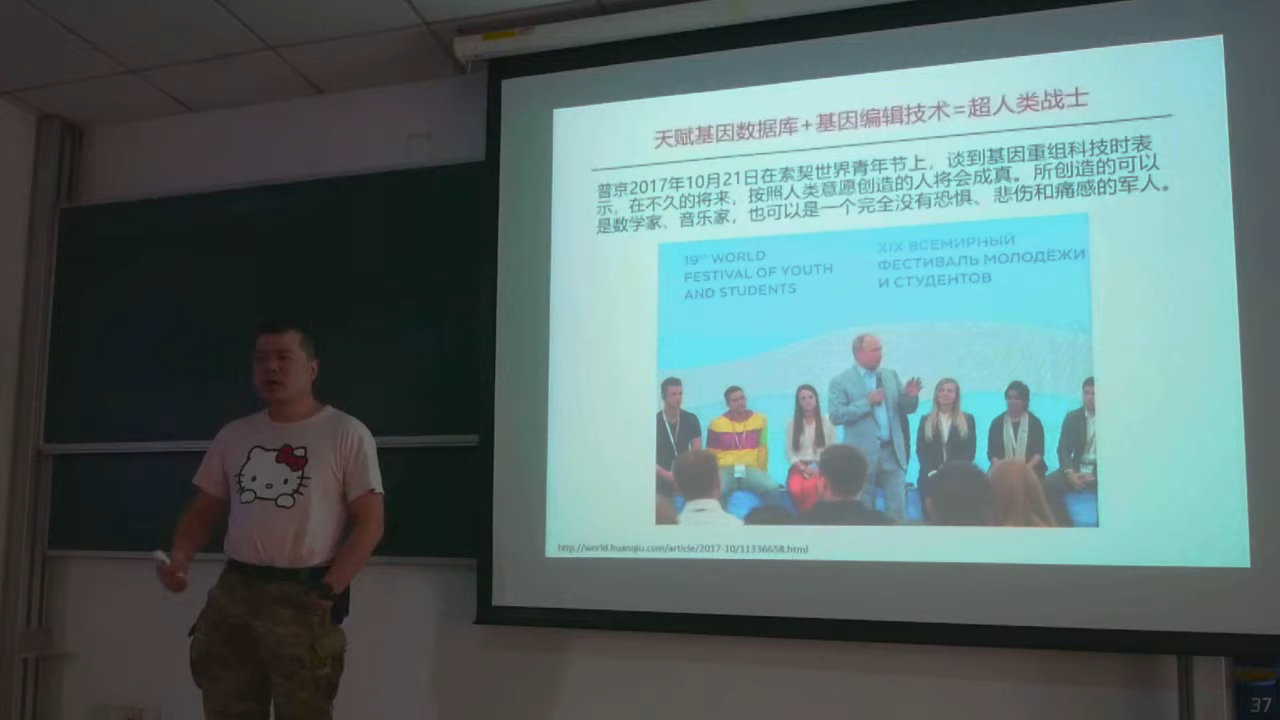 天赋基因数据库+基因编辑技术=超人类战士
普京2017年10月21日在索契世界青年节上，谈到基因重组科技时表
示，在不久的将来，按照人类意愿创造的人将会成真。所创造的可以
是数学家、音乐家，也可以是一个完全没有恐惧、悲伤和痛感的军人。
19TH WORLD
FESTIVAL OF YOUTH
AND STUDENTS
XIX ВСЕМИРНЫЙ
ФЕСТИВАЛЬ МОЛОДЁЖИ
И СТУДЕНТОВ
http://world.huanqiu.com/article/2017-10/11336658.html
37